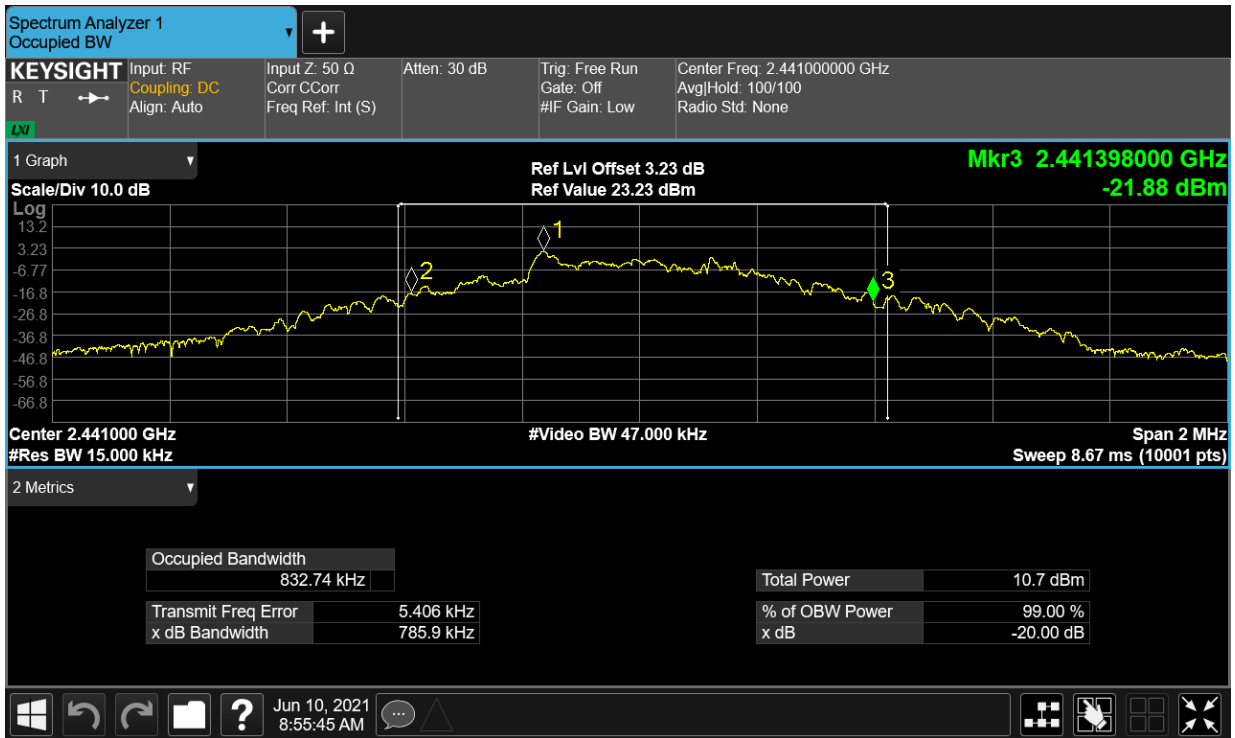 Spectrum Analyzer 1
Occupied BW
▼
+
KEYSIGHT
R T
LXI
Input: RF
Coupling: DC
Align: Auto
Input Z: 50 Ω
Corr CCorr
Freq Ref: Int (S)
Atten: 30 dB
Trig: Free Run
Gate: Off
#IF Gain: Low
Center Freq: 2.441000000 GHz
Avg|Hold: 100/100
Radio Std: None
1 Graph ▼
Scale/Div 10.0 dB
Ref Lvl Offset 3.23 dB
Ref Value 23.23 dBm
Mkr3 2.441398000 GHz
-21.88 dBm
Log
13.2
3.23
-6.77
-16.8
-26.8
-36.8
-46.8
-56.8
-66.8
1
2
3
Center 2.441000 GHz
#Res BW 15.000 kHz
#Video BW 47.000 kHz
Span 2 MHz
Sweep 8.67 ms (10001 pts)
2 Metrics ▼
Occupied Bandwidth
832.74 kHz
Transmit Freq Error 5.406 kHz
x dB Bandwidth 785.9 kHz
Total Power 10.7 dBm
% of OBW Power 99.00 %
x dB -20.00 dB
?
Jun 10, 2021
8:55:45 AM